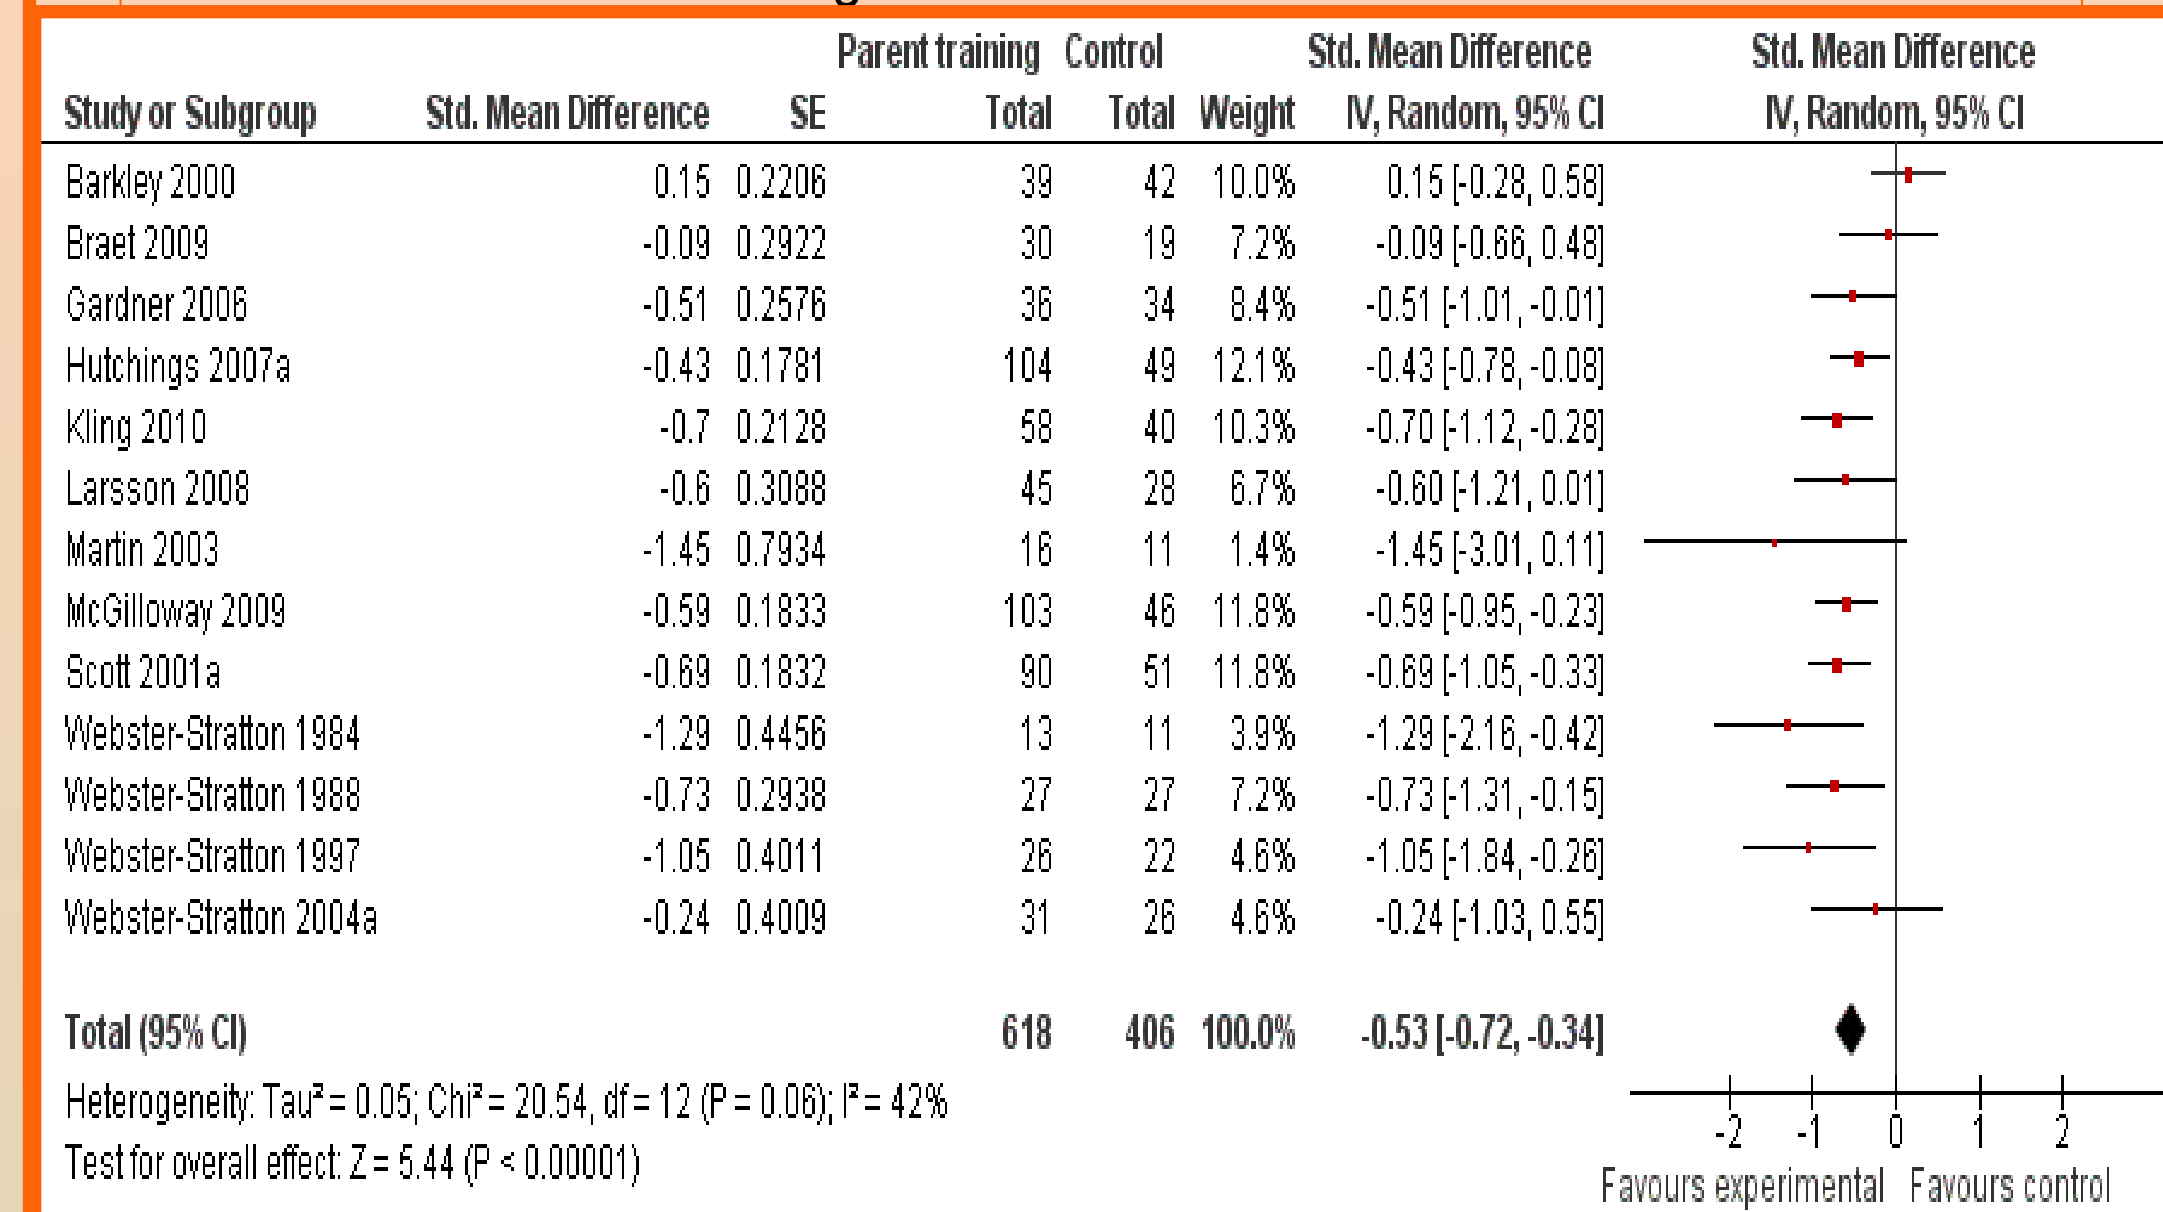 Parent training Control Std. Mean Difference Std. Mean Difference
Study or Subgroup Std. Mean Difference SE Total Total Weight IV, Random, 95% CI IV, Random, 95% CI
Barkley 2000 0.15 0.2206 39 42 10.0% 0.15 [-0.28, 0.58]
Braet 2009 -0.09 0.2922 30 19 7.2% -0.09 [-0.66, 0.48]
Gardner 2006 -0.51 0.2576 36 34 8.4% -0.51 [-1.01, -0.01]
Hutchings 2007a -0.43 0.1781 104 49 12.1% -0.43 [-0.78, -0.08]
Kling 2010 -0.7 0.2128 58 40 10.3% -0.70 [-1.12, -0.28]
Larsson 2008 -0.6 0.3088 45 28 6.7% -0.60 [-1.21, 0.01]
Martin 2003 -1.45 0.7934 16 11 1.4% -1.45 [-3.01, 0.11]
McGilloway 2009 -0.59 0.1833 103 46 11.8% -0.59 [-0.95, -0.23]
Scott 2001a -0.69 0.1832 90 51 11.8% -0.69 [-1.05, -0.33]
Webster-Stratton 1984 -1.29 0.4456 13 11 3.9% -1.29 [-2.16, -0.42]
Webster-Stratton 1988 -0.73 0.2938 27 27 7.2% -0.73 [-1.31, -0.15]
Webster-Stratton 1997 -1.05 0.4011 26 22 4.6% -1.05 [-1.84, -0.26]
Webster-Stratton 2004a -0.24 0.4009 31 26 4.6% -0.24 [-1.03, 0.55]
Total (95% CI) 618 406 100.0% -0.53 [-0.72, -0.34]
Heterogeneity: Tau² = 0.05; Chi² = 20.54, df = 12 (P = 0.06); I² = 42%
Test for overall effect: Z = 5.44 (P < 0.00001)
-2 -1 0 1 2
Favours experimental Favours control